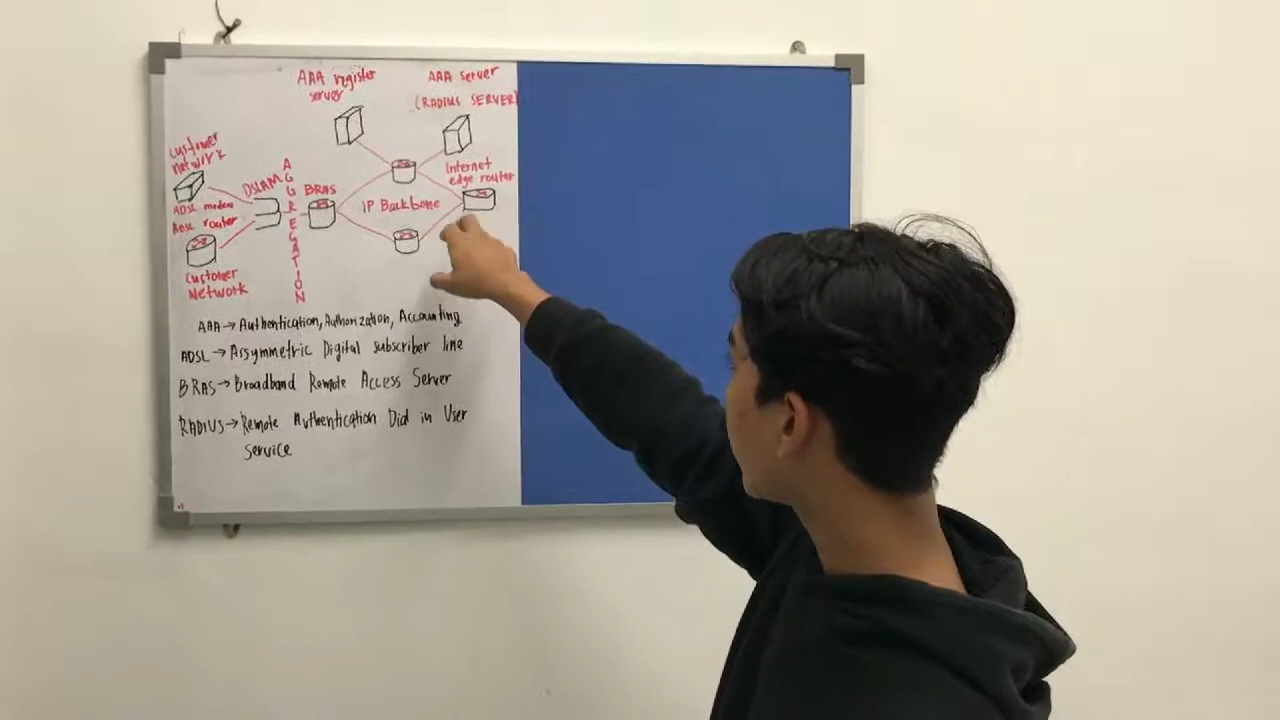 AAA register
server
AAA server
(RADIUS SERVER)
Customer
network
DSLAM
AGGREGATION
BRAS
Internet
edge router
ADSL modem
ADSL router
IP Backbone
Customer
Network
AAA → Authentication, Authorization, Accounting
ADSL → Assymmetric Digital subscriber line
BRAS → Broadband Remote Access Server
RADIUS → Remote Authentication Dial in User
Service